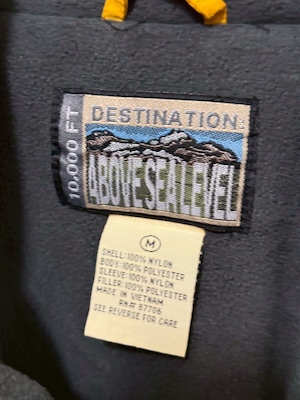 DESTINATION:
10,000 FT
ABOVE SEA LEVEL
M
SHELL: 100% NYLON
BODY: 100% POLYESTER
SLEEVE: 100% NYLON
FILLER: 100% POLYESTER
MADE IN VIETNAM
RN# 87706
SEE REVERSE FOR CARE